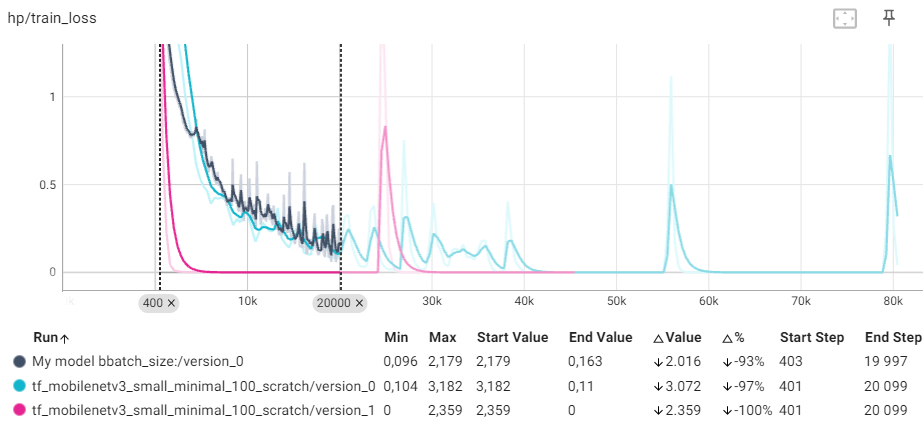 hp/train_loss
1
0.5
0
400 ✕ 10k 20000 ✕ 30k 40k 50k 60k 70k 80k
Run↑ Min Max Start Value End Value △Value △% Start Step End Step
My model bbatch_size:/version_0 0,096 2,179 2,179 0,163 ↓2.016 ↓-93% 403 19 997
tf_mobilenetv3_small_minimal_100_scratch/version_0 0,104 3,182 3,182 0,11 ↓3.072 ↓-97% 401 20 099
tf_mobilenetv3_small_minimal_100_scratch/version_1 0 2,359 2,359 0 ↓2.359 ↓-100% 401 20 099